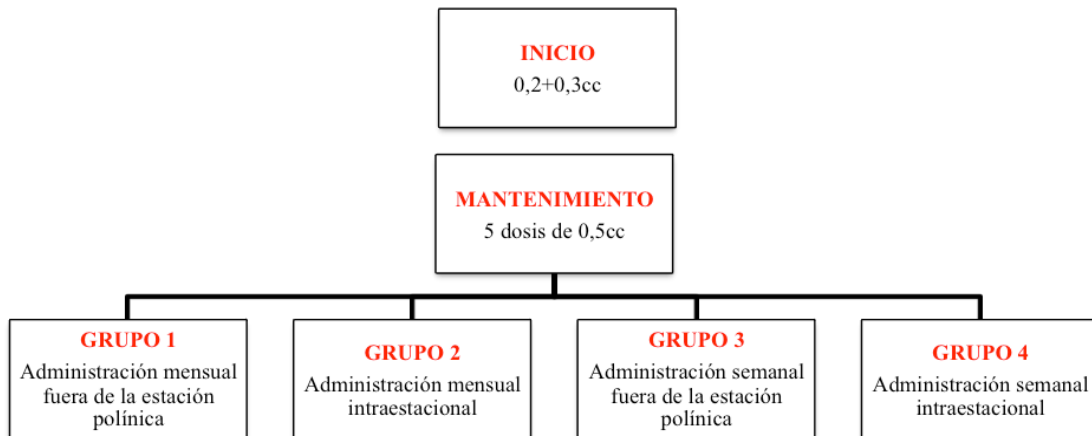 INICIO
0,2+0,3cc
MANTENIMIENTO
5 dosis de 0,5cc
GRUPO 1
Administración mensual
fuera de la estación
polínica
GRUPO 2
Administración mensual
intraestacional
GRUPO 3
Administración semanal
fuera de la estación
polínica
GRUPO 4
Administración semanal
intraestacional